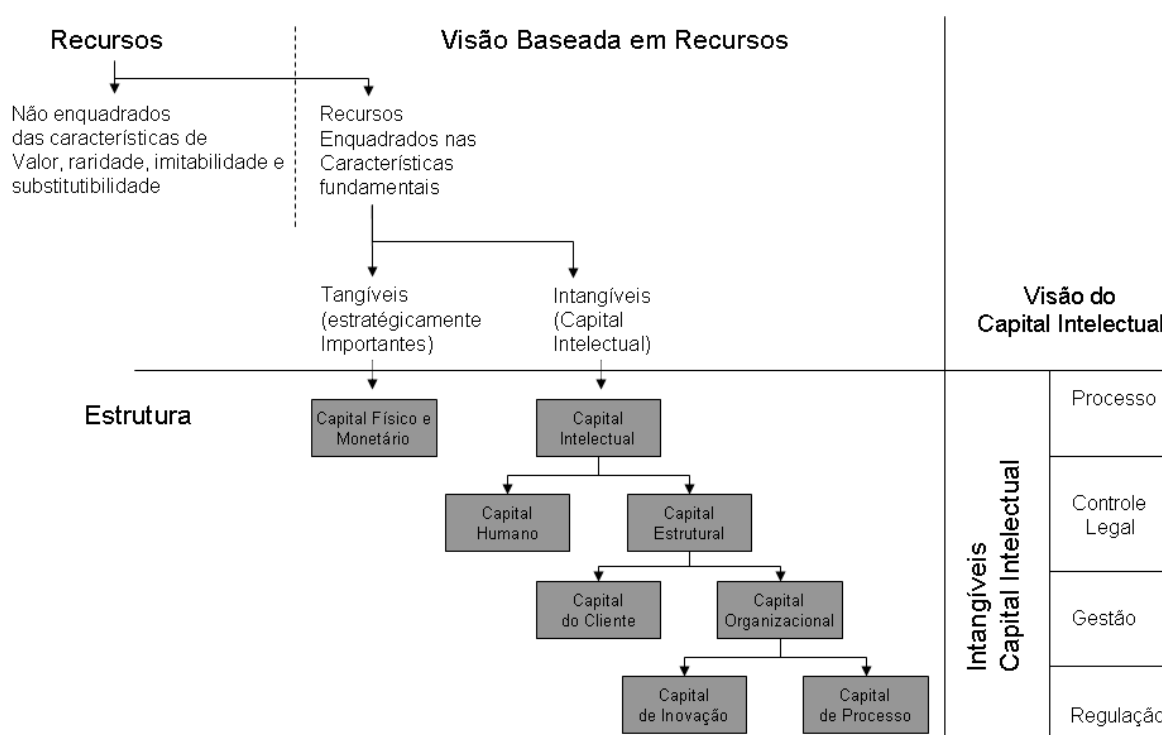 Recursos
Visão Baseada em Recursos
Não enquadrados
das características de
Valor, raridade, imitabilidade e
substitutibilidade
Recursos
Enquadrados nas
Características
fundamentais
Tangíveis
(estratégicamente
Importantes)
Intangíveis
(Capital
Intelectual)
Visão do
Capital Intelectual
Estrutura
Capital Físico e
Monetário
Capital
Intelectual
Capital
Humano
Capital
Estrutural
Capital
do Cliente
Capital
Organizacional
Capital
de Inovação
Capital
de Processo
Intangíveis
Capital Intelectual
Processo
Controle
Legal
Gestão
Regulação